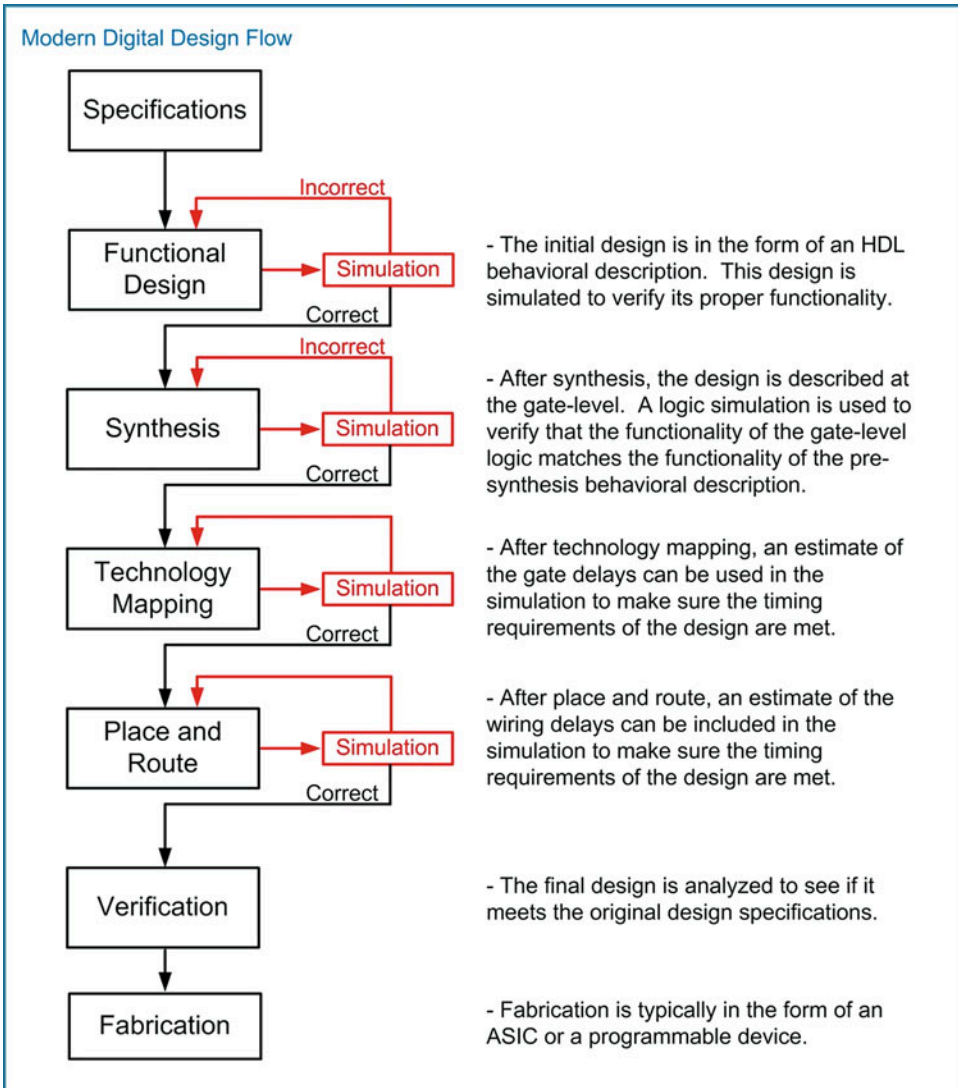 Modern Digital Design Flow
Specifications
Incorrect
Functional
Design
Simulation
- The initial design is in the form of an HDL
behavioral description. This design is
simulated to verify its proper functionality.
Correct
Incorrect
Synthesis
Simulation
- After synthesis, the design is described at
the gate-level. A logic simulation is used to
verify that the functionality of the gate-level
logic matches the functionality of the pre-
synthesis behavioral description.
Correct
Technology
Mapping
Simulation
- After technology mapping, an estimate of
the gate delays can be used in the
simulation to make sure the timing
requirements of the design are met.
Correct
Place and
Route
Simulation
- After place and route, an estimate of the
wiring delays can be included in the
simulation to make sure the timing
requirements of the design are met.
Correct
Verification
- The final design is analyzed to see if it
meets the original design specifications.
Fabrication
- Fabrication is typically in the form of an
ASIC or a programmable device.